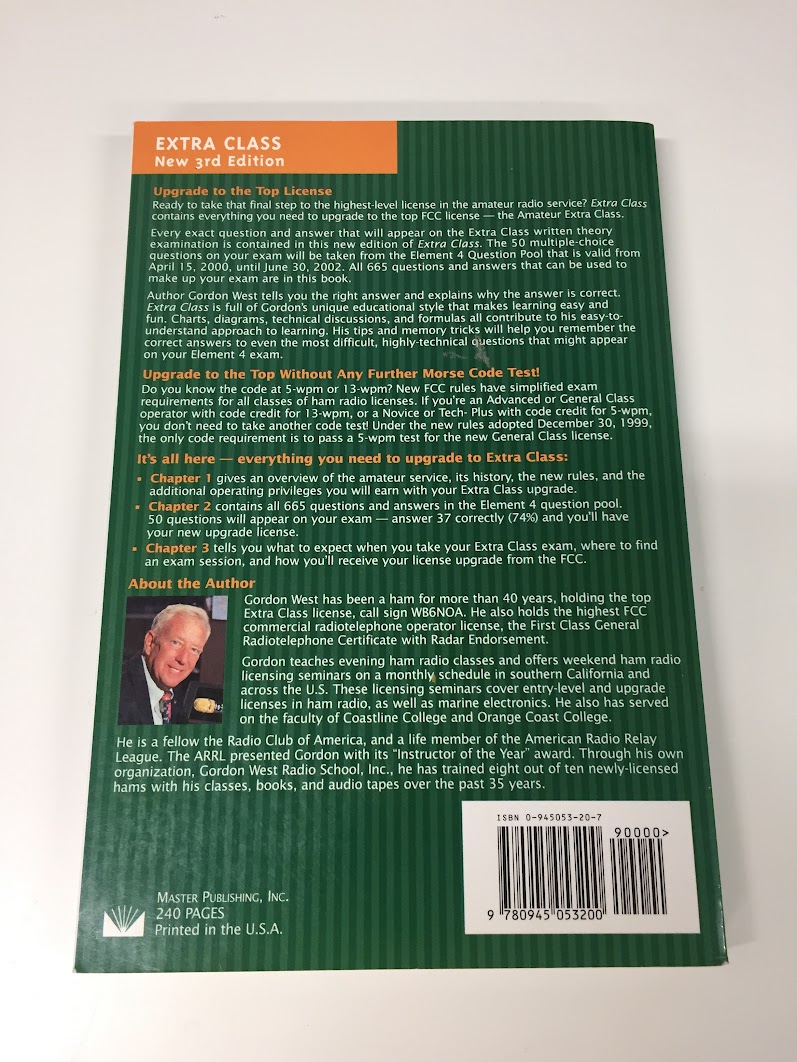 EXTRA CLASS
New 3rd Edition
Upgrade to the Top License
Ready to take that final step to the highest-level license in the amateur radio service? Extra Class
contains everything you need to upgrade to the top FCC license — the Amateur Extra Class.
Every exact question and answer that will appear on the Extra Class written theory
examination is contained in this new edition of Extra Class. The 50 multiple-choice
questions on your exam will be taken from the Element 4 Question Pool that is valid from
April 15, 2000, until June 30, 2002. All 665 questions and answers that can be used to
make up your exam are in this book.
Author Gordon West tells you the right answer and explains why the answer is correct.
Extra Class is full of Gordon's unique educational style that makes learning easy and
fun. Charts, diagrams, technical discussions, and formulas all contribute to his easy-to-
understand approach to learning. His tips and memory tricks will help you remember the
correct answers to even the most difficult, highly-technical questions that might appear
on your Element 4 exam.
Upgrade to the Top Without Any Further Morse Code Test!
Do you know the code at 5-wpm or 13-wpm? New FCC rules have simplified exam
requirements for all classes of ham radio licenses. If you're an Advanced or General Class
operator with code credit for 13-wpm, or a Novice or Tech- Plus with code credit for 5-wpm,
you don't need to take another code test! Under the new rules adopted December 30, 1999,
the only code requirement is to pass a 5-wpm test for the new General Class license.
It's all here — everything you need to upgrade to Extra Class:
• Chapter 1 gives an overview of the amateur service, its history, the new rules, and the
additional operating privileges you will earn with your Extra Class upgrade.
• Chapter 2 contains all 665 questions and answers in the Element 4 question pool.
50 questions will appear on your exam — answer 37 correctly (74%) and you'll have
your new upgrade license.
• Chapter 3 tells you what to expect when you take your Extra Class exam, where to find
an exam session, and how you'll receive your license upgrade from the FCC.
About the Author
Gordon West has been a ham for more than 40 years, holding the top
Extra Class license, call sign WB6NOA. He also holds the highest FCC
commercial radiotelephone operator license, the First Class General
Radiotelephone Certificate with Radar Endorsement.
Gordon teaches evening ham radio classes and offers weekend ham radio
licensing seminars on a monthly schedule in southern California and
across the U.S. These licensing seminars cover entry-level and upgrade
licenses in ham radio, as well as marine electronics. He also has served
on the faculty of Coastline College and Orange Coast College.
He is a fellow the Radio Club of America, and a life member of the American Radio Relay
League. The ARRL presented Gordon with its "Instructor of the Year" award. Through his own
organization, Gordon West Radio School, Inc., he has trained eight out of ten newly-licensed
hams with his classes, books, and audio tapes over the past 35 years.
ISBN 0-945053-20-7
90000>
9 780945 053200
MASTER PUBLISHING, INC.
240 PAGES
Printed in the U.S.A.